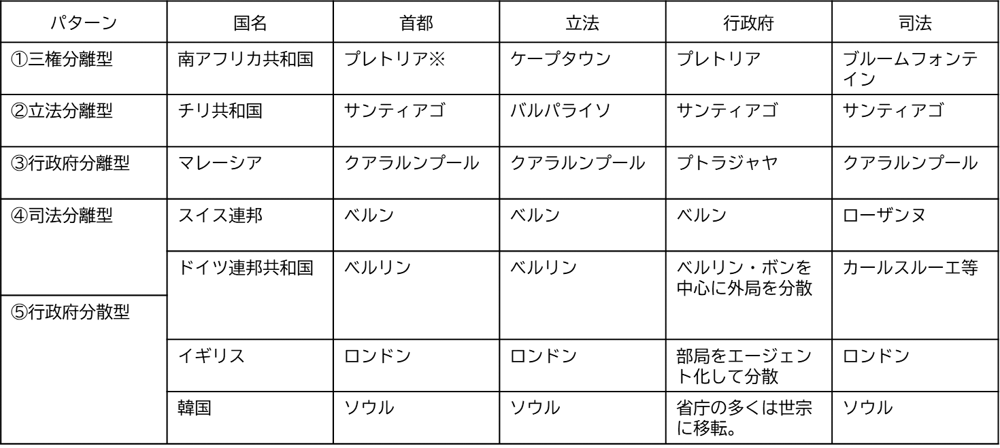 パターン 国名 首都 立法 行政府 司法
①三権分離型 南アフリカ共和国 プレトリア※ ケープタウン プレトリア ブルームフォンテ
イン
②立法分離型 チリ共和国 サンティアゴ バルパライソ サンティアゴ サンティアゴ
③行政府分離型 マレーシア クアラルンプール クアラルンプール プトラジャヤ クアラルンプール
④司法分離型 スイス連邦 ベルン ベルン ベルン ローザンヌ
ドイツ連邦共和国 ベルリン ベルリン ベルリン・ボンを カールスルーエ等
中心に外局を分散
⑤行政府分散型
イギリス ロンドン ロンドン 部局をエージェン ロンドン
ト化して分散
韓国 ソウル ソウル 省庁の多くは世宗 ソウル
に移転。